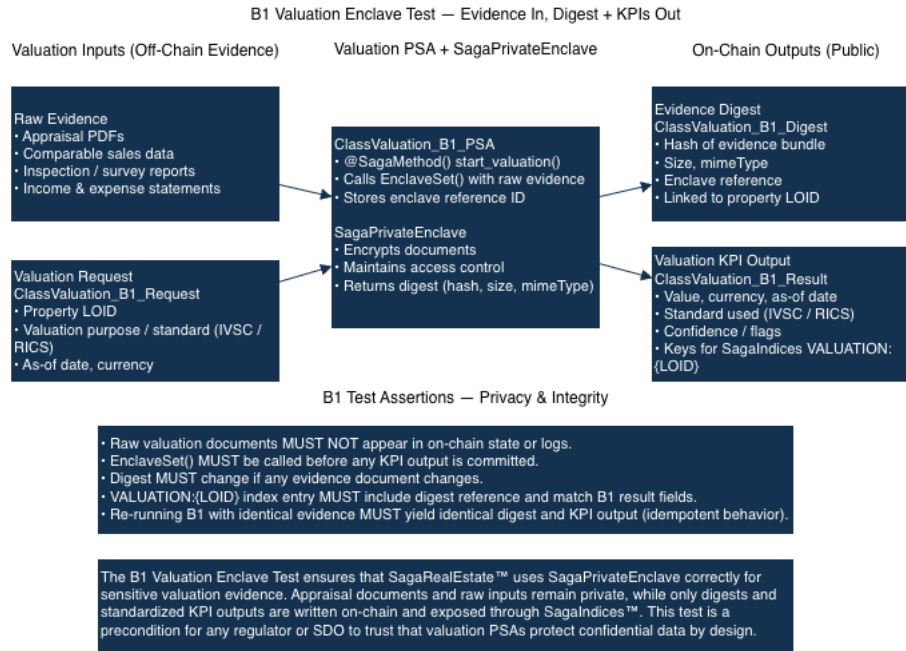 B1 Valuation Enclave Test — Evidence In, Digest + KPIs Out
Valuation Inputs (Off-Chain Evidence)
Valuation PSA + SagaPrivateEnclave
On-Chain Outputs (Public)
Raw Evidence
• Appraisal PDFs
• Comparable sales data
• Inspection / survey reports
• Income & expense statements
Valuation Request
ClassValuation_B1_Request
• Property LOID
• Valuation purpose / standard (IVSC /
RICS)
• As-of date, currency
ClassValuation_B1_PSA
• @SagaMethod() start_valuation()
• Calls EnclaveSet() with raw evidence
• Stores enclave reference ID
SagaPrivateEnclave
• Encrypts documents
• Maintains access control
• Returns digest (hash, size, mimeType)
Evidence Digest
ClassValuation_B1_Digest
• Hash of evidence bundle
• Size, mimeType
• Enclave reference
• Linked to property LOID
Valuation KPI Output
ClassValuation_B1_Result
• Value, currency, as-of date
• Standard used (IVSC / RICS)
• Confidence / flags
• Keys for SagaIndices VALUATION:
{LOID}
B1 Test Assertions — Privacy & Integrity
• Raw valuation documents MUST NOT appear in on-chain state or logs.
• EnclaveSet() MUST be called before any KPI output is committed.
• Digest MUST change if any evidence document changes.
• VALUATION:{LOID} index entry MUST include digest reference and match B1 result fields.
• Re-running B1 with identical evidence MUST yield identical digest and KPI output (idempotent behavior).
The B1 Valuation Enclave Test ensures that SagaRealEstate™ uses SagaPrivateEnclave correctly for
sensitive valuation evidence. Appraisal documents and raw inputs remain private, while only digests and
standardized KPI outputs are written on-chain and exposed through SagaIndices™. This test is a
precondition for any regulator or SDO to trust that valuation PSAs protect confidential data by design.